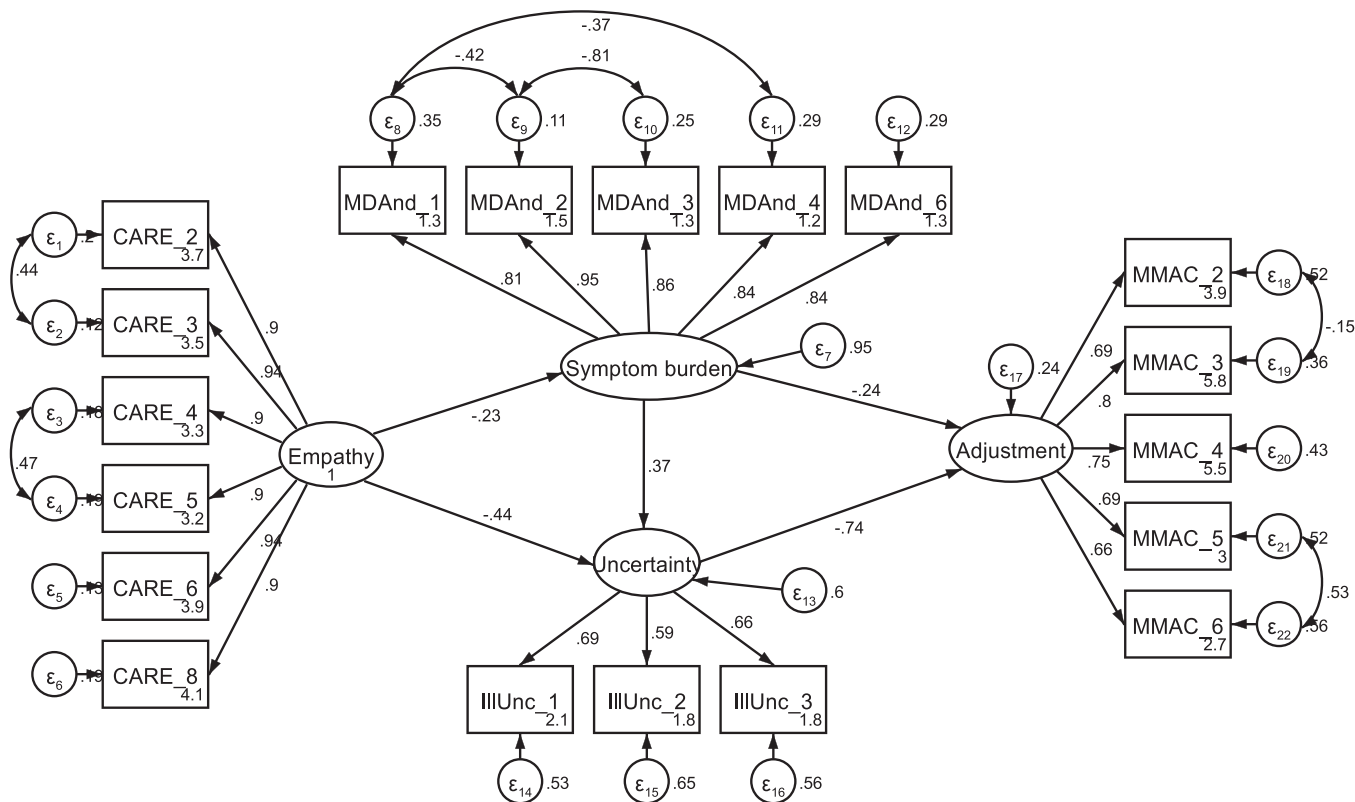 -.37
-.42
-.81
ε8 .35
ε9 .11
ε10 .25
ε11 .29
ε12 .29
MDAnd_1 1.3
MDAnd_2 1.5
MDAnd_3 1.3
MDAnd_4 1.2
MDAnd_6 1.3
.81
.95
.86
.84
.84
ε1 .2
CARE_2 3.7
.44
ε2 .12
CARE_3 3.5
ε3
CARE_4 3.3
.47
ε4 .19
CARE_5 3.2
ε5 .13
CARE_6 3.9
ε6 .19
CARE_8 4.1
.9
.94
.9
.9
.94
.9
Empathy
1
-.23
-.44
Symptom burden
ε7 .95
.37
-.24
Uncertainty
ε13 .6
-.74
.69
.59
.66
IllUnc_1 2.1
IllUnc_2 1.8
IllUnc_3 1.8
ε14 .53
ε15 .65
ε16 .56
ε17 .24
Adjustment
.69
.8
.75
.69
.66
MMAC_2 3.9
ε18 .52
-.15
MMAC_3 5.8
ε19 .36
MMAC_4 5.5
ε20 .43
MMAC_5 3
ε21 .52
.53
MMAC_6 2.7
ε22 .56